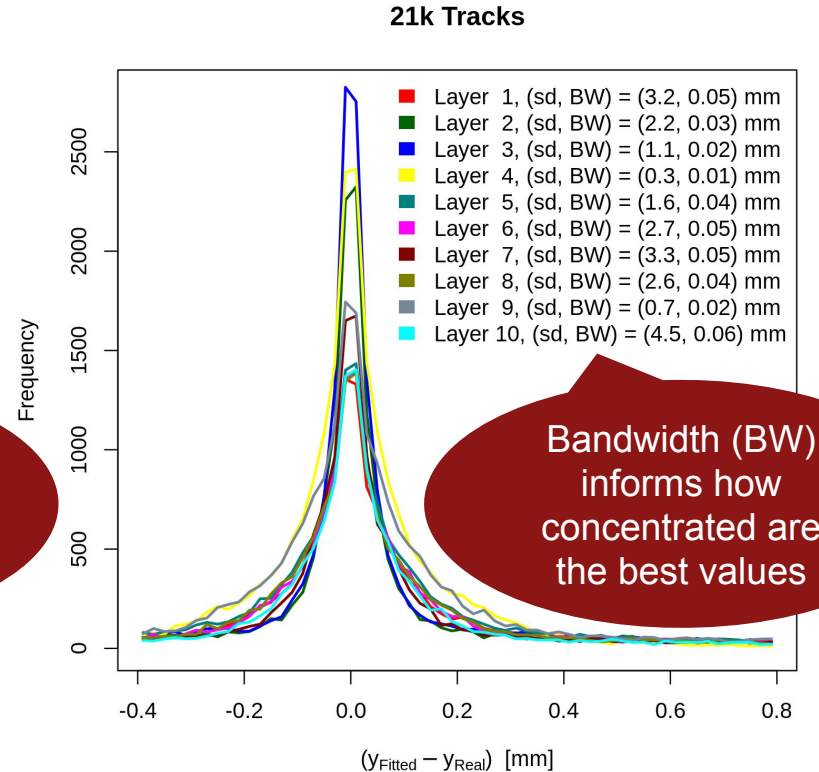 21k Tracks
Layer 1, (sd, BW) = (3.2, 0.05) mm
Layer 2, (sd, BW) = (2.2, 0.03) mm
Layer 3, (sd, BW) = (1.1, 0.02) mm
Layer 4, (sd, BW) = (0.3, 0.01) mm
Layer 5, (sd, BW) = (1.6, 0.04) mm
Layer 6, (sd, BW) = (2.7, 0.05) mm
Layer 7, (sd, BW) = (3.3, 0.05) mm
Layer 8, (sd, BW) = (2.6, 0.04) mm
Layer 9, (sd, BW) = (0.7, 0.02) mm
Layer 10, (sd, BW) = (4.5, 0.06) mm
Bandwidth (BW)
informs how
concentrated are
the best values
Frequency
2500
2000
1500
1000
500
0
-0.4 -0.2 0.0 0.2 0.4 0.6 0.8
(yFitted − yReal) [mm]